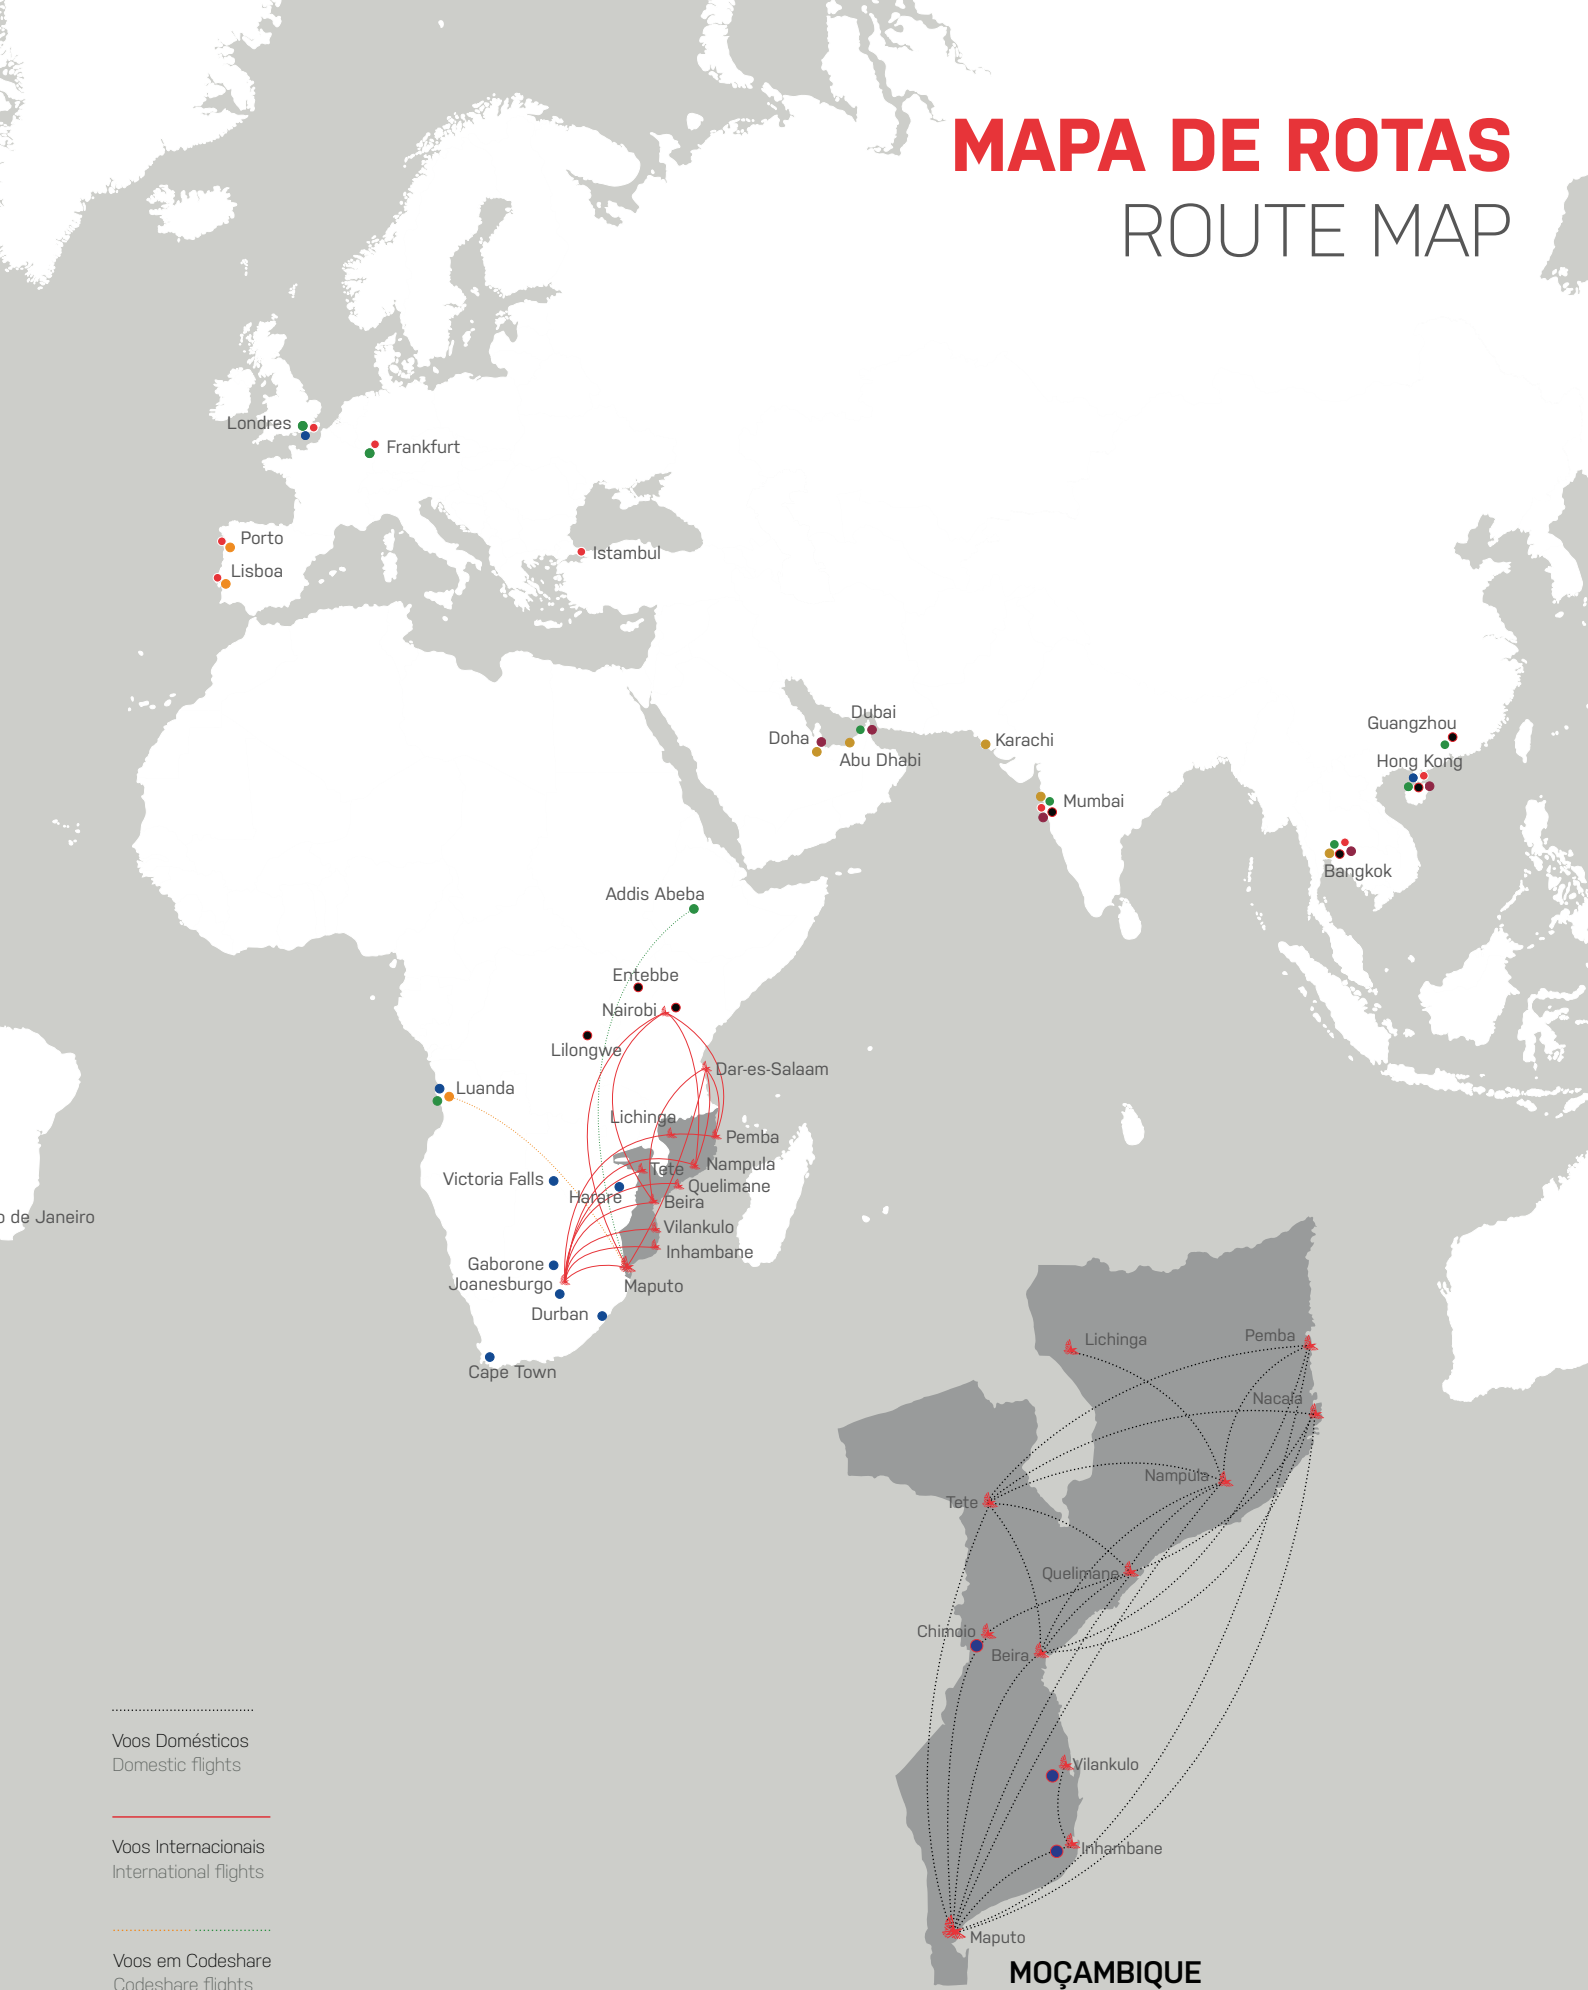 MAPA DE ROTAS
ROUTE MAP
Londres
Frankfurt
Porto
Lisboa
Istambul
Dubai
Doha
Abu Dhabi
Karachi
Guangzhou
Hong Kong
Mumbai
Bangkok
Addis Abeba
Entebbe
Nairobi
Lilongwe
Dar-es-Salaam
Luanda
Lichinga
Pemba
Nampula
Tete
Victoria Falls
Harare
Quelimane
Beira
o de Janeiro
Vilankulo
Inhambane
Gaborone
Joanesburgo
Maputo
Durban
Cape Town
Lichinga
Pemba
Nacala
Nampula
Tete
Quelimane
Chimoio
Beira
Vilankulo
Inhambane
Maputo
MOÇAMBIQUE
Voos Domésticos
Domestic flights
Voos Internacionais
International flights
Voos em Codeshare
Codeshare flights